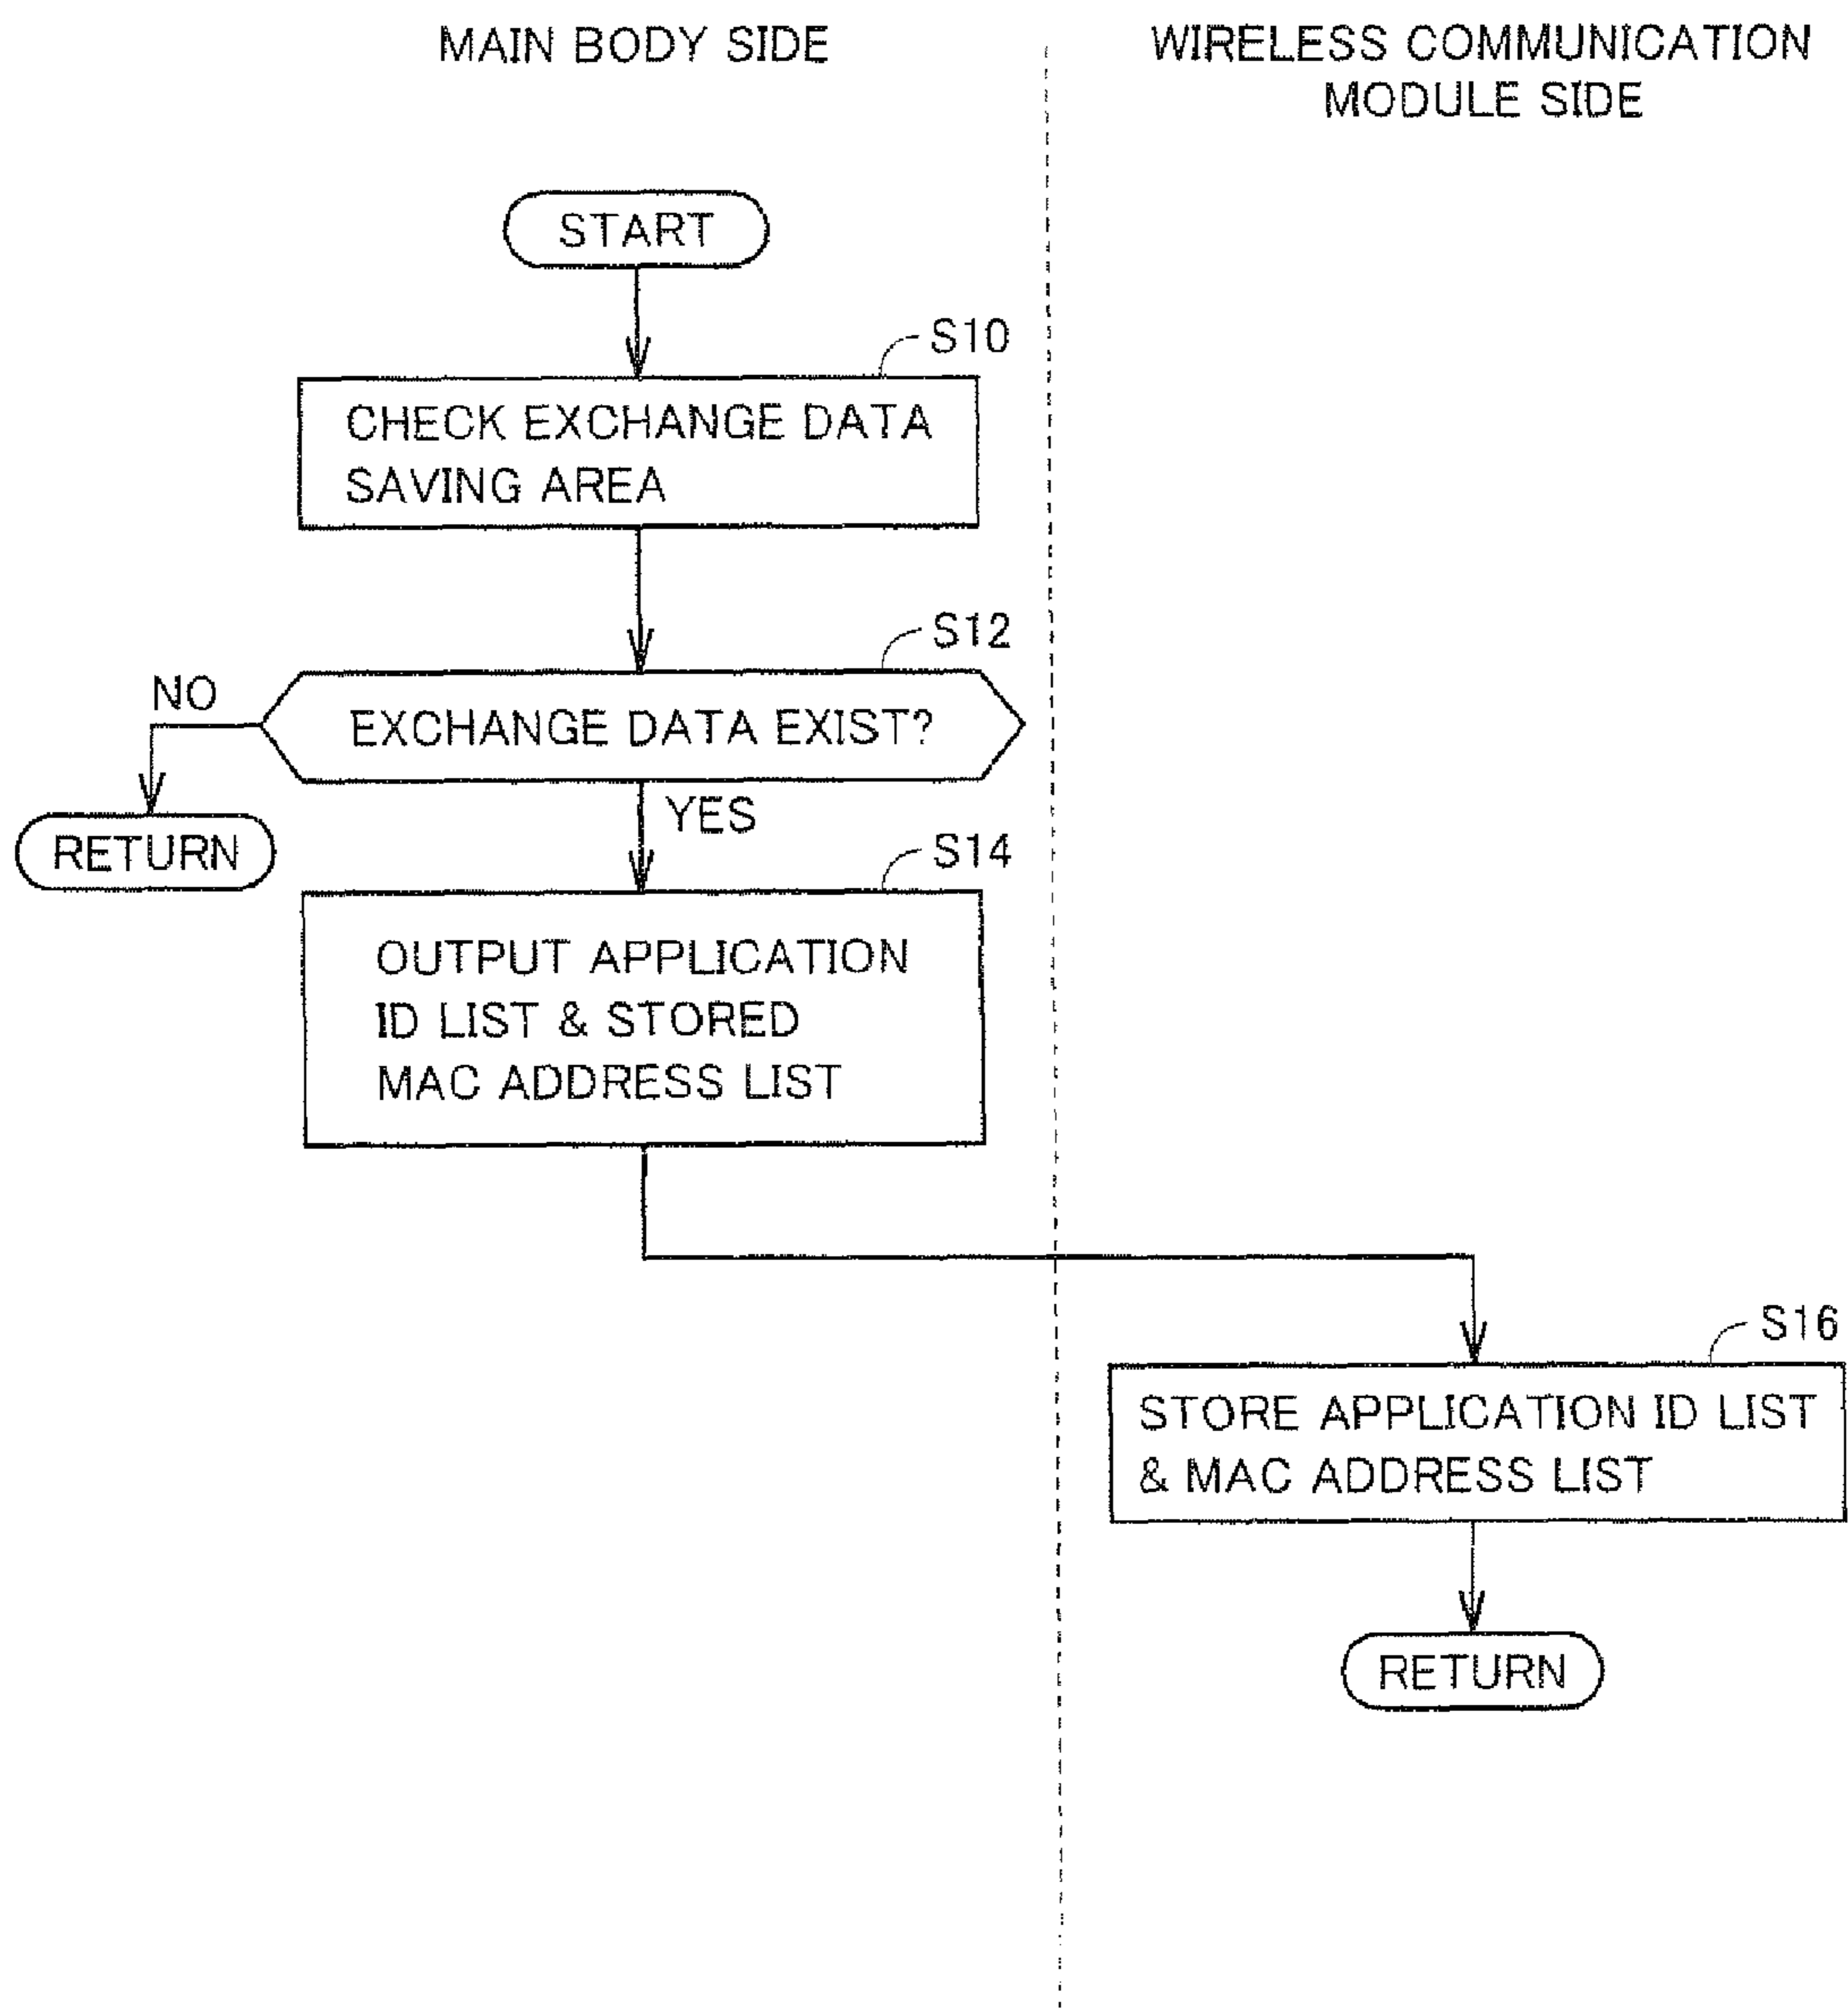 MAIN BODY SIDE
WIRELESS COMMUNICATION
MODULE SIDE
START
S10
CHECK EXCHANGE DATA
SAVING AREA
S12
NO
EXCHANGE DATA EXIST?
YES
RETURN
S14
OUTPUT APPLICATION
ID LIST & STORED
MAC ADDRESS LIST
S16
STORE APPLICATION ID LIST
& MAC ADDRESS LIST
RETURN